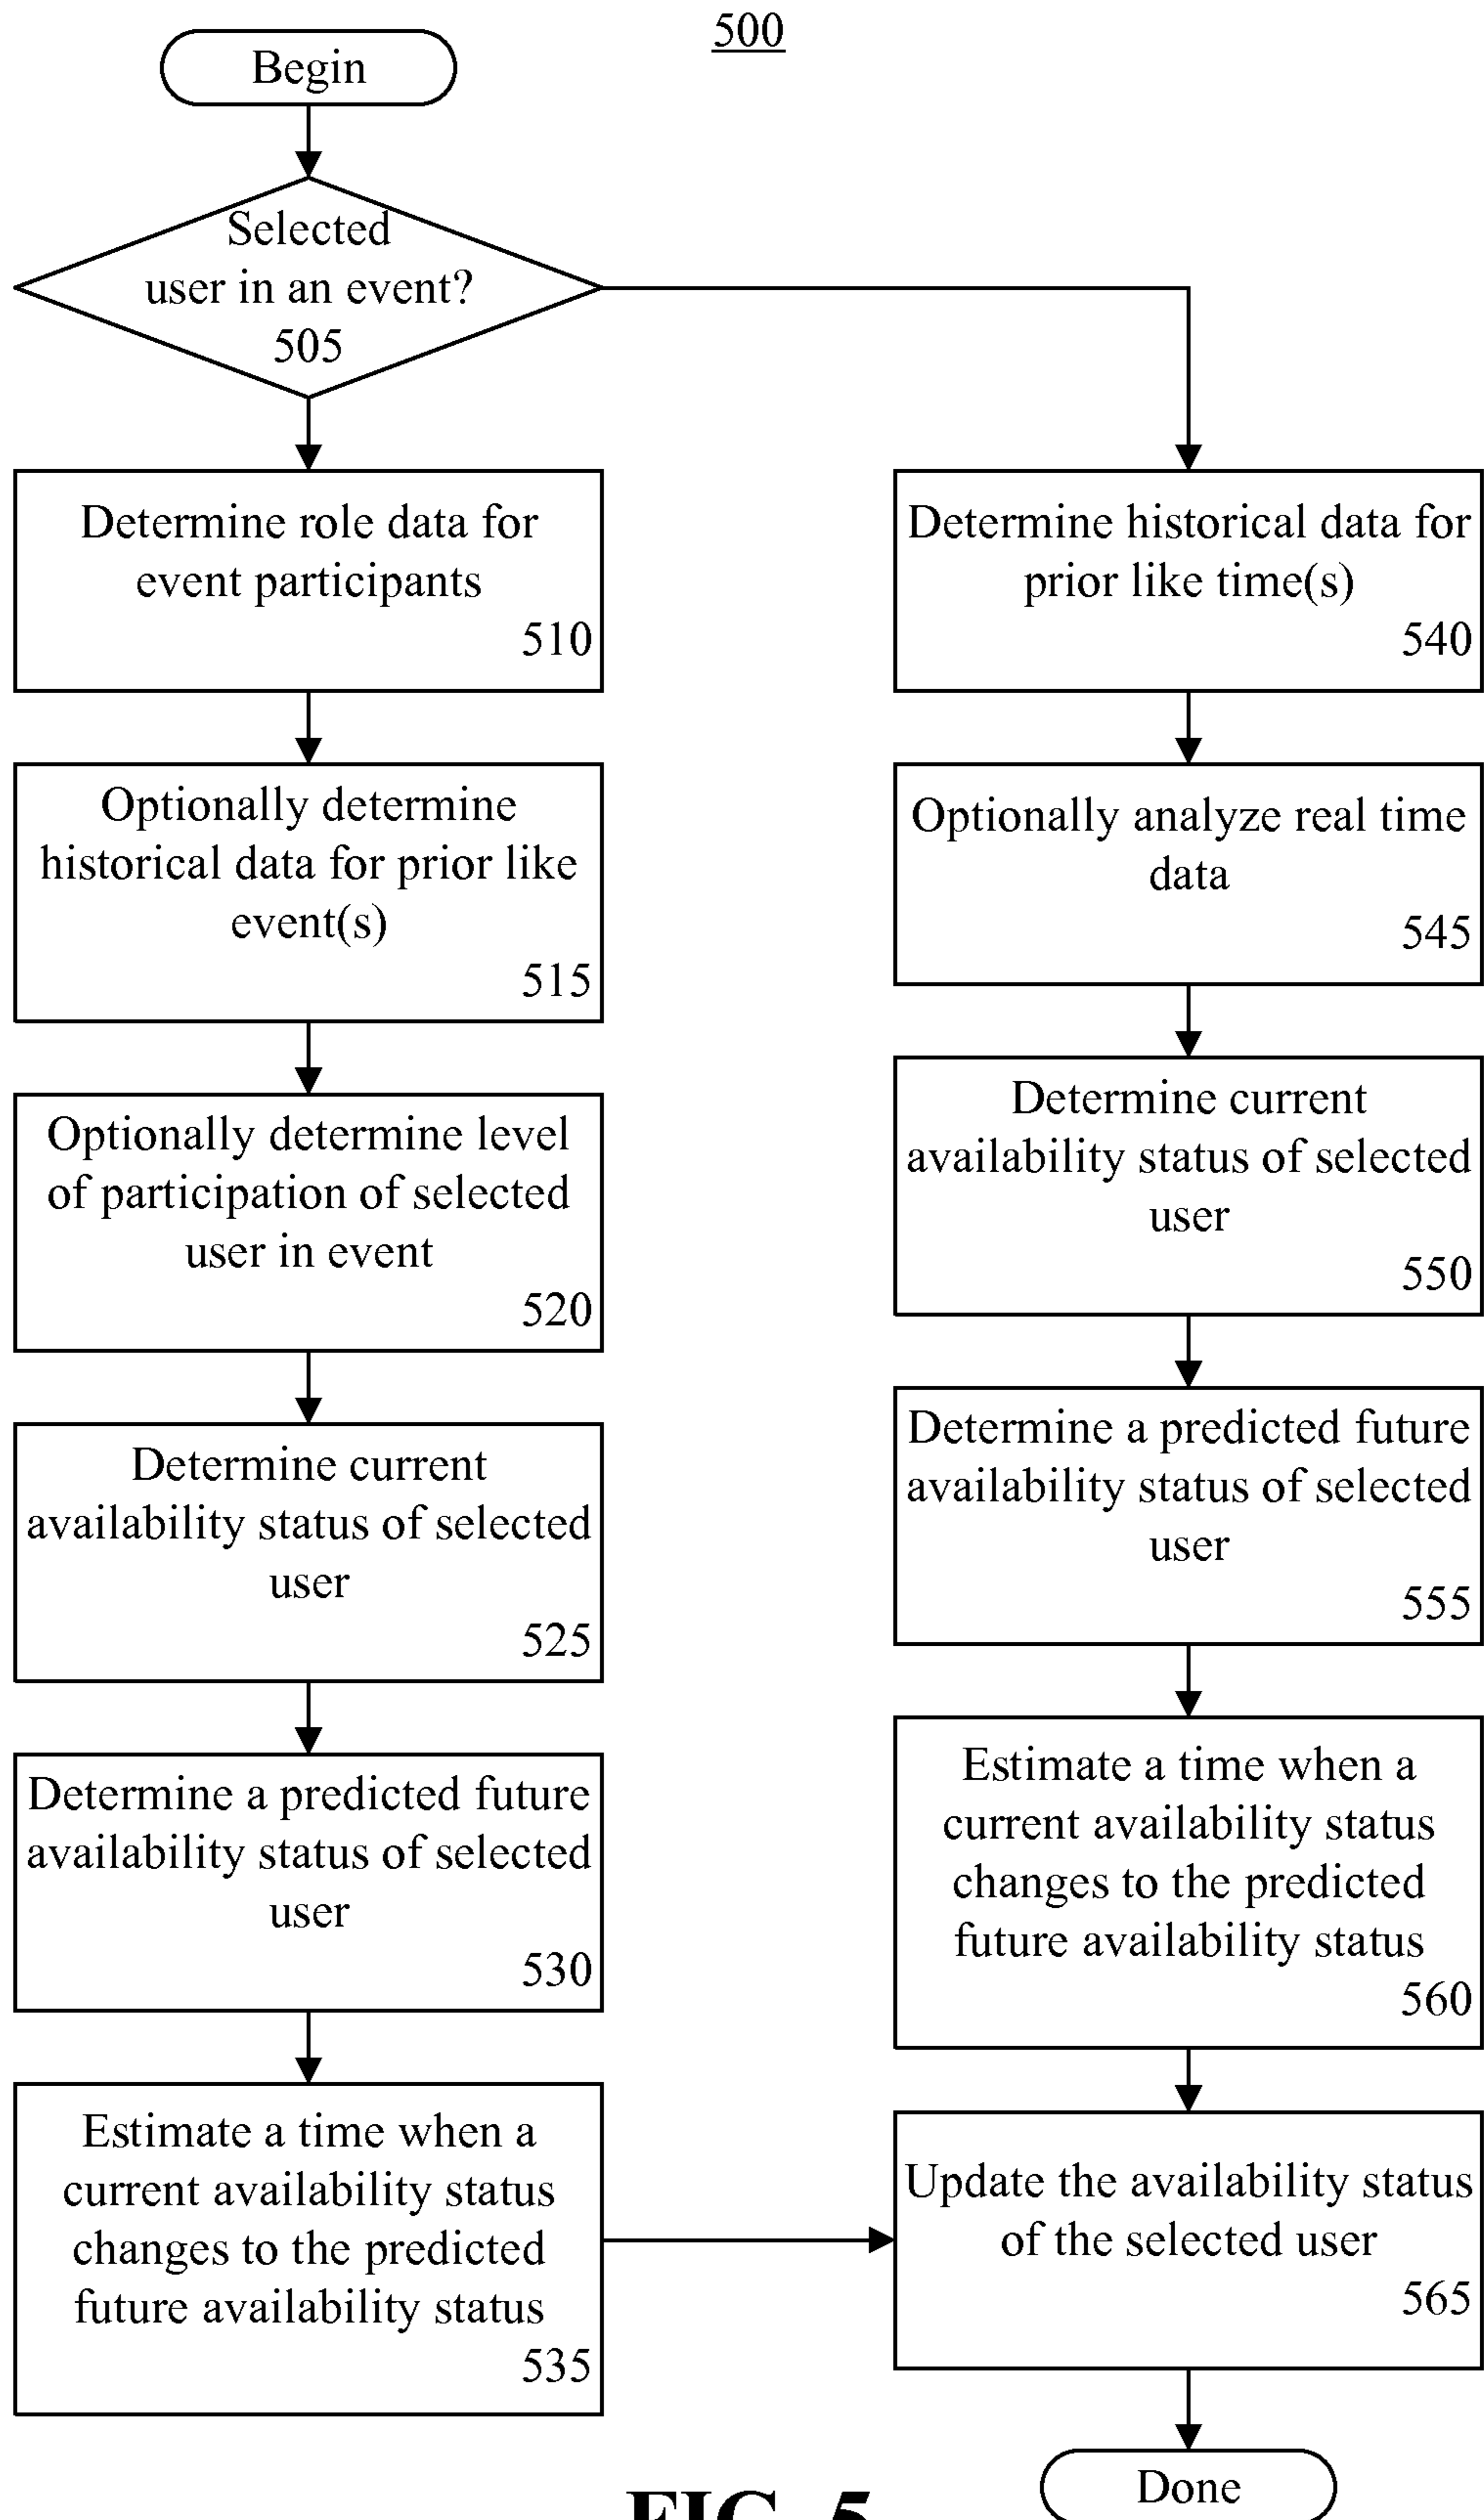 500
Begin
Selected
user in an event?
505
Determine role data for
event participants
510
Optionally determine
historical data for prior like
event(s)
515
Optionally determine level
of participation of selected
user in event
520
Determine current
availability status of selected
user
525
Determine a predicted future
availability status of selected
user
530
Estimate a time when a
current availability status
changes to the predicted
future availability status
535
Determine historical data for
prior like time(s)
540
Optionally analyze real time
data
545
Determine current
availability status of selected
user
550
Determine a predicted future
availability status of selected
user
555
Estimate a time when a
current availability status
changes to the predicted
future availability status
560
Update the availability status
of the selected user
565
Done
FIG. 5